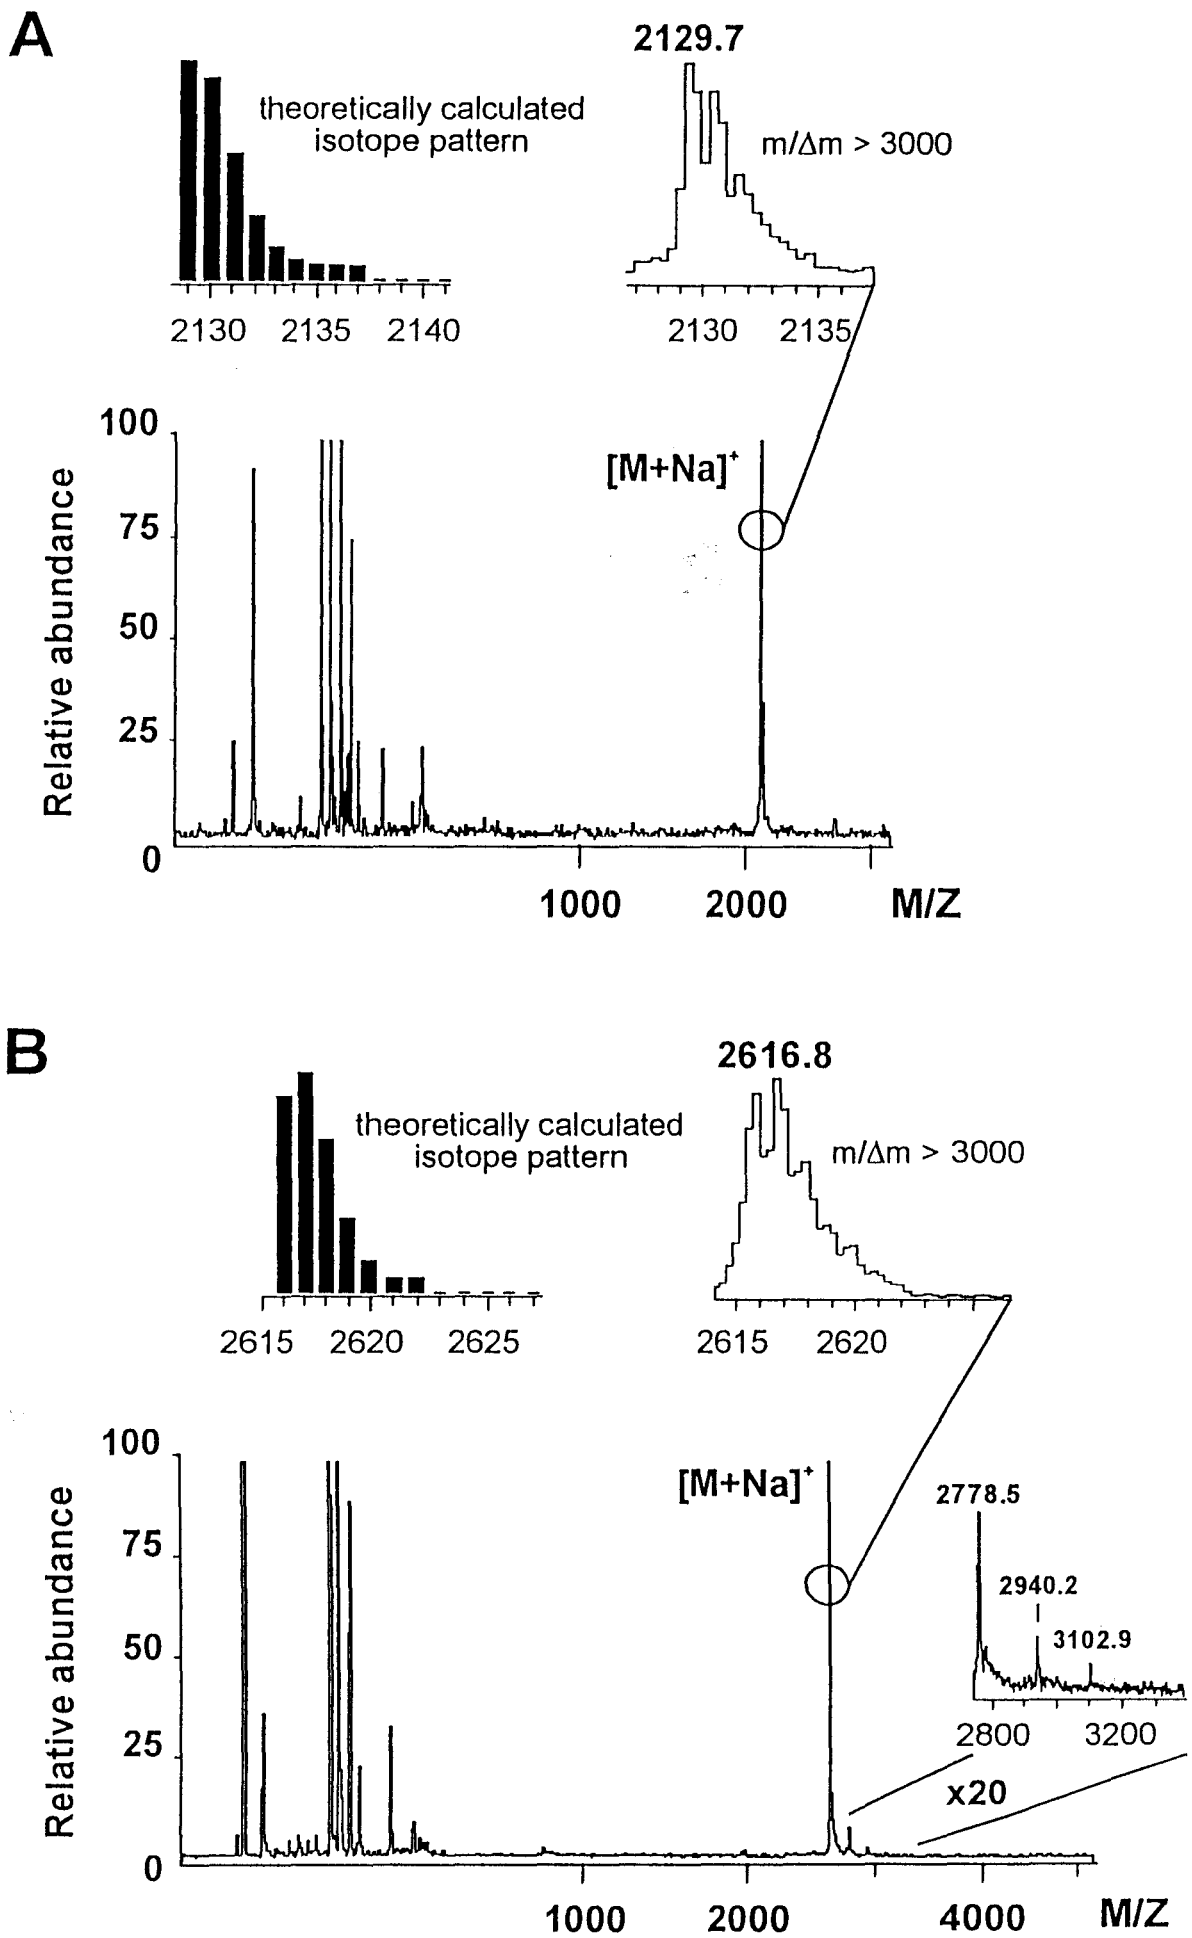 A
2129.7
theoretically calculated
isotope pattern
m/Δm > 3000
2130 2135 2140
2130 2135
100
75
50
25
0
Relative abundance
[M+Na]+
1000 2000 M/Z
B
2616.8
theoretically calculated
isotope pattern
m/Δm > 3000
2615 2620 2625
2615 2620
100
75
50
25
0
Relative abundance
[M+Na]+
2778.5
2940.2
3102.9
2800 3200
x20
1000 2000 4000 M/Z